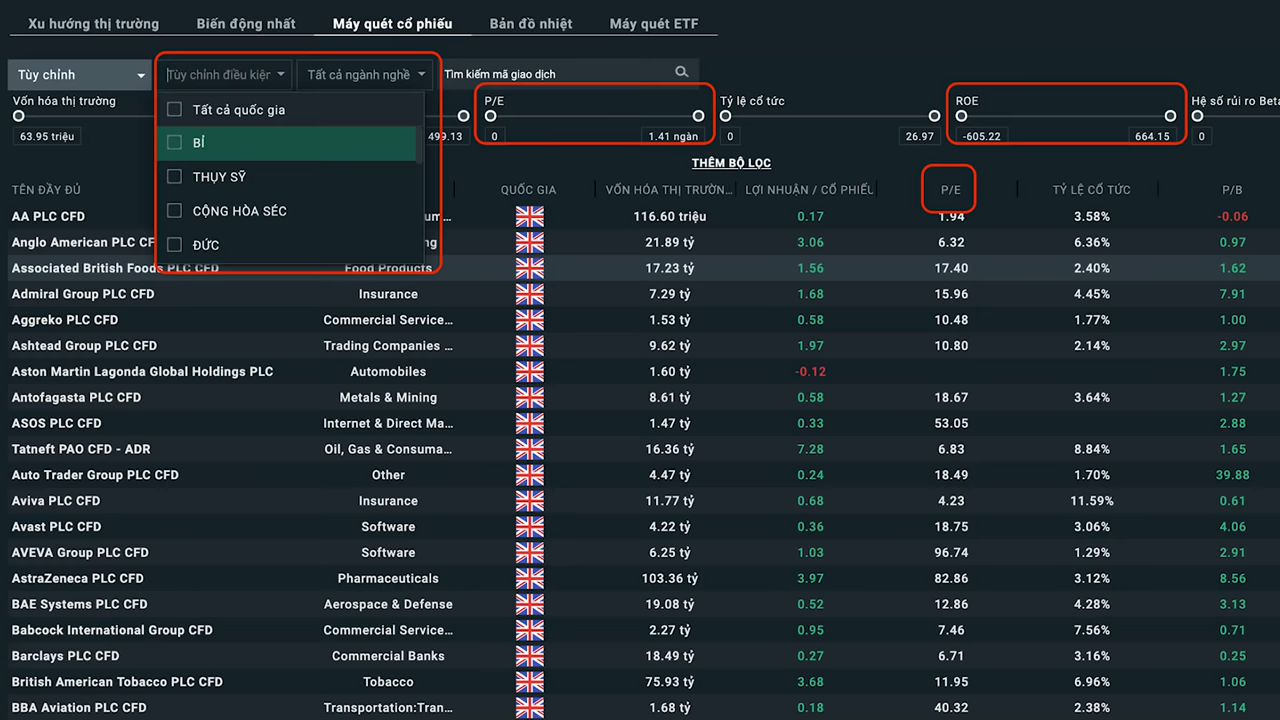 Xu hướng thị trường Biến động nhất Máy quét cổ phiếu Bản đồ nhiệt Máy quét ETF
Tùy chỉnh Tùy chỉnh điều kiện Tất cả ngành nghề Tìm kiếm mã giao dịch
Vốn hóa thị trường P/E Tỷ lệ cổ tức ROE Hệ số rủi ro Beta
63.95 triệu 499.13 0 1.41 ngàn 0 26.97 -605.22 664.15 0
Tất cả quốc gia
BỈ
THỤY SỸ
CỘNG HÒA SÉC
ĐỨC
THÊM BỘ LỌC
TÊN ĐẦY ĐỦ QUỐC GIA VỐN HÓA THỊ TRƯỜN... LỢI NHUẬN / CỔ PHIẾU P/E TỶ LỆ CỔ TỨC P/B
AA PLC CFD um... 116.60 triệu 0.17 1.94 3.58% -0.06
Anglo American PLC CF ng 21.89 tỷ 3.06 6.32 6.36% 0.97
Associated British Foods PLC CFD Food Products 17.23 tỷ 1.56 17.40 2.40% 1.62
Admiral Group PLC CFD Insurance 7.29 tỷ 1.68 15.96 4.45% 7.91
Aggreko PLC CFD Commercial Service... 1.53 tỷ 0.58 10.48 1.77% 1.00
Ashtead Group PLC CFD Trading Companies ... 9.62 tỷ 1.97 10.80 2.14% 2.97
Aston Martin Lagonda Global Holdings PLC Automobiles 1.60 tỷ -0.12 1.75
Antofagasta PLC CFD Metals & Mining 8.61 tỷ 0.58 18.67 3.64% 1.27
ASOS PLC CFD Internet & Direct Ma... 1.47 tỷ 0.33 53.05 2.88
Tatneft PAO CFD - ADR Oil, Gas & Consuma... 16.36 tỷ 7.28 6.83 8.84% 1.65
Auto Trader Group PLC CFD Other 4.47 tỷ 0.24 18.49 1.70% 39.88
Aviva PLC CFD Insurance 11.77 tỷ 0.68 4.23 11.59% 0.61
Avast PLC CFD Software 4.22 tỷ 0.36 18.75 3.06% 4.06
AVEVA Group PLC CFD Software 6.25 tỷ 1.03 96.74 1.29% 2.91
AstraZeneca PLC CFD Pharmaceuticals 103.36 tỷ 3.97 82.86 3.12% 8.56
BAE Systems PLC CFD Aerospace & Defense 19.08 tỷ 0.52 12.86 4.28% 3.13
Babcock International Group CFD Commercial Service... 2.27 tỷ 0.95 7.46 7.56% 0.71
Barclays PLC CFD Commercial Banks 18.49 tỷ 0.27 6.71 3.16% 0.25
British American Tobacco PLC CFD Tobacco 75.93 tỷ 3.68 11.95 6.96% 1.06
BBA Aviation PLC CFD Transportation:Tran... 1.68 tỷ 0.18 40.32 2.38% 1.14